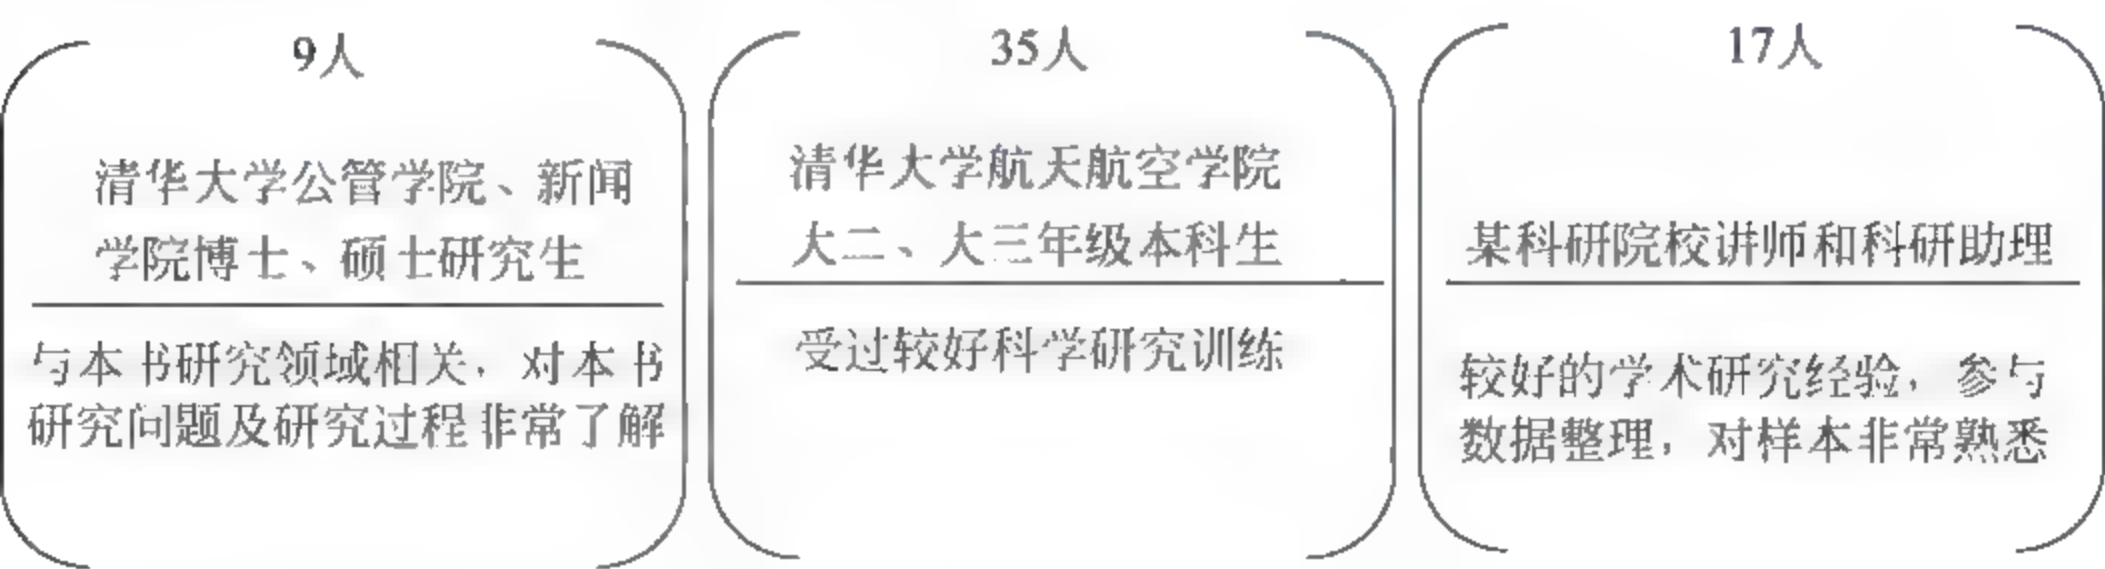 9人
清华大学公管学院、新闻
学院博士、硕士研究生
与本书研究领域相关，对本书
研究问题及研究过程非常了解
35人
清华大学航天航空学院
大二、大三年级本科生
受过较好科学研究训练
17人
某科研院校讲师和科研助理
较好的学术研究经验，参与
数据整理，对样本非常熟悉